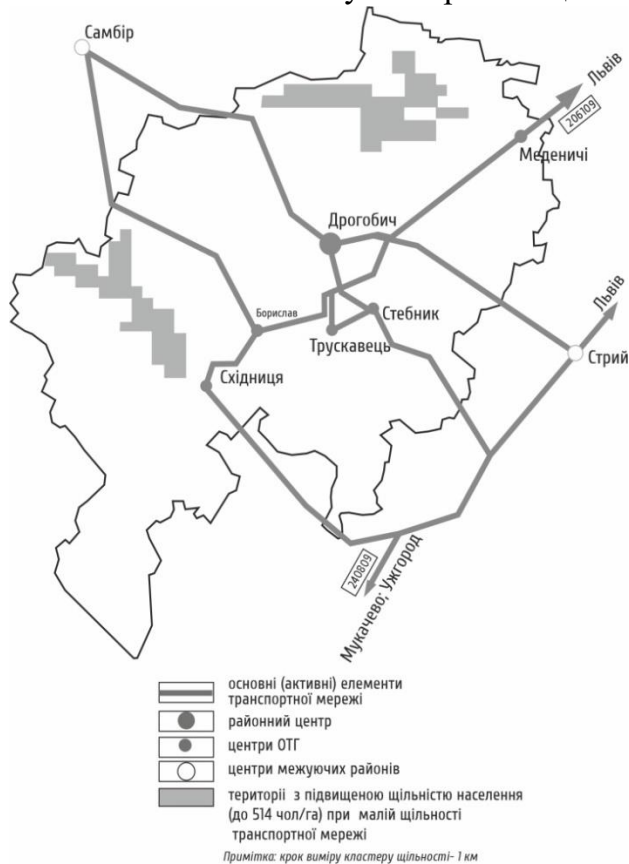 Самбір
Львів
206109
Меденичі
Дрогобич
Львів
Борислав
Стебник
Трускавець
Стрий
Східниця
240809
Мукачево; Ужгород
основні (активні) елементи
транспортної мережі
районний центр
центри ОТГ
центри межуючих районів
території з підвищеною щільністю населення
(до 514 чол/га) при малій щільності
транспортної мережі
Примітка: крок виміру кластеру щільності- 1 км